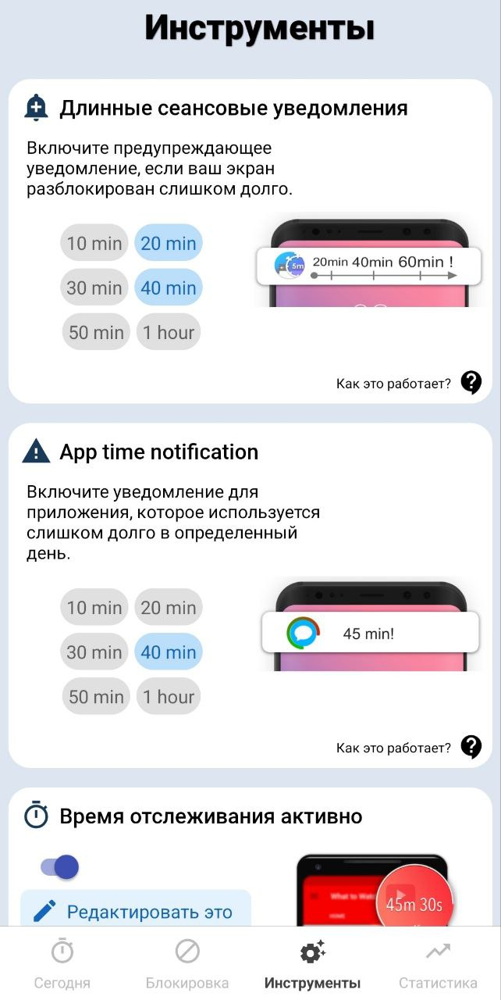 Инструменты
Длинные сеансовые уведомления
Включите предупреждающее
уведомление, если ваш экран
разблокирован слишком долго.
10 min 20 min
30 min 40 min
50 min 1 hour
5m 20min 40min 60min !
Как это работает?
App time notification
Включите уведомление для
приложения, которое используется
слишком долго в определенный
день.
10 min 20 min
30 min 40 min
50 min 1 hour
45 min!
Как это работает?
Время отслеживания активно
Редактировать это
What to Wat
HOME
45m 30s
Сегодня Блокировка Инструменты Статистика